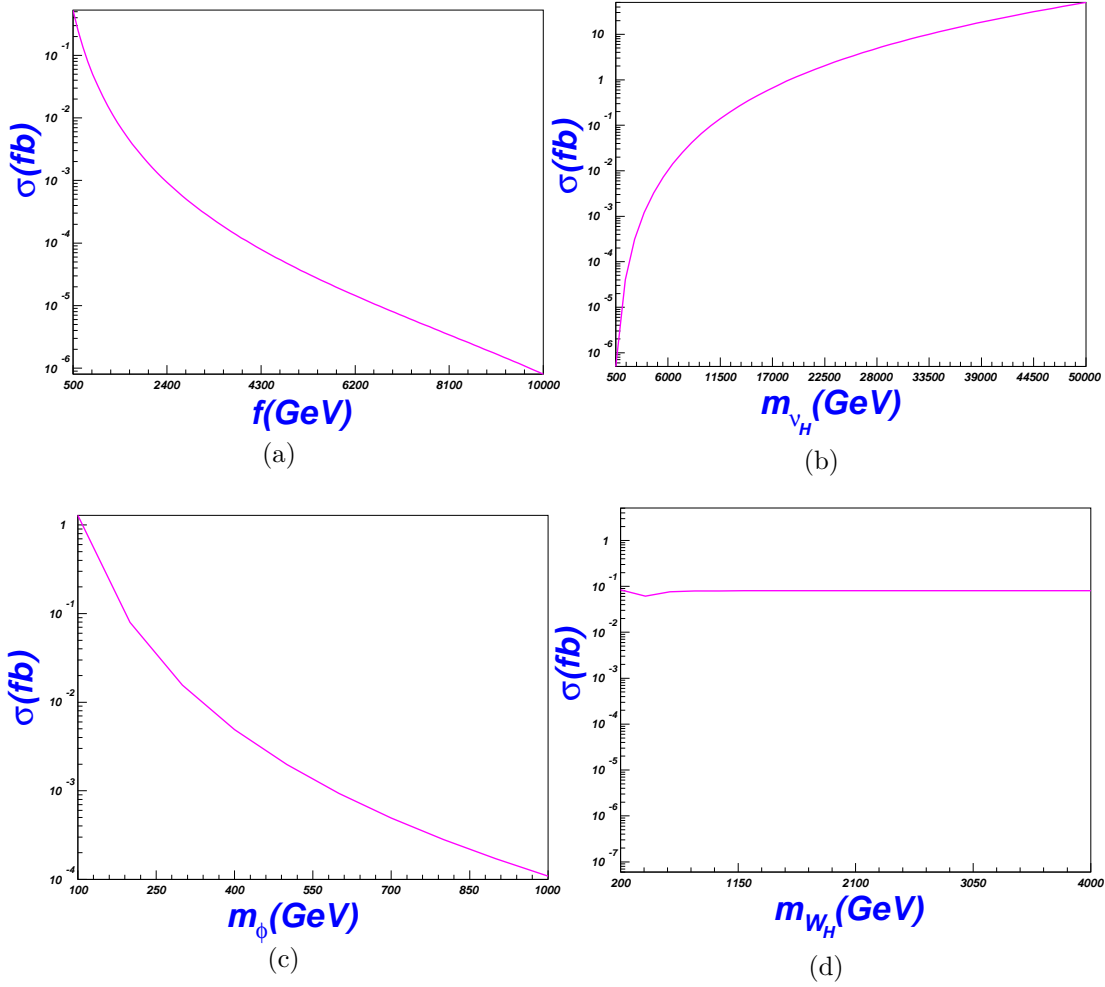 σ(fb)
10^-1
10^-2
10^-3
10^-4
10^-5
10^-6
500 2400 4300 6200 8100 10000
f(GeV)
(a)
σ(fb)
10
1
10^-1
10^-2
10^-3
10^-4
10^-5
10^-6
500 6000 11500 17000 22500 28000 33500 39000 44500 50000
m_ν_H(GeV)
(b)
σ(fb)
1
10^-1
10^-2
10^-3
10^-4
100 250 400 550 700 850 1000
m_ϕ(GeV)
(c)
σ(fb)
1
10^-1
10^-2
10^-3
10^-4
10^-5
10^-6
10^-7
200 1150 2100 3050 4000
m_W_H(GeV)
(d)